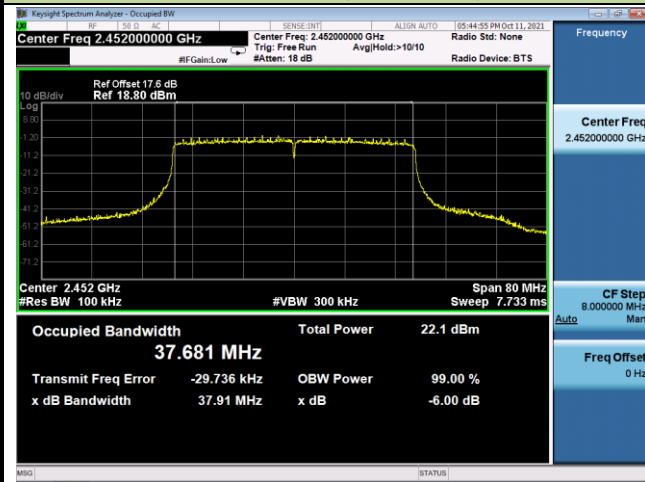 Keysight Spectrum Analyzer - Occupied BW
RF 50 Ω AC SENSE:INT ALIGN AUTO 05:44:55 PM Oct 11, 2021
Center Freq 2.452000000 GHz Center Freq: 2.452000000 GHz Radio Std: None
Trig: Free Run Avg|Hold:>10/10
#IFGain:Low #Atten: 18 dB Radio Device: BTS
Ref Offset 17.6 dB
10 dB/div Ref 18.80 dBm
Log
8.80
-1.20
-11.2
-21.2
-31.2
-41.2
-51.2
-61.2
-71.2
Center 2.452 GHz Span 80 MHz
#Res BW 100 kHz #VBW 300 kHz Sweep 7.733 ms
Occupied Bandwidth Total Power 22.1 dBm
37.681 MHz
Transmit Freq Error -29.736 kHz OBW Power 99.00 %
x dB Bandwidth 37.91 MHz x dB -6.00 dB
MSG STATUS
Frequency
Center Freq
2.452000000 GHz
CF Step
8.000000 MHz
Auto Man
Freq Offset
0 Hz